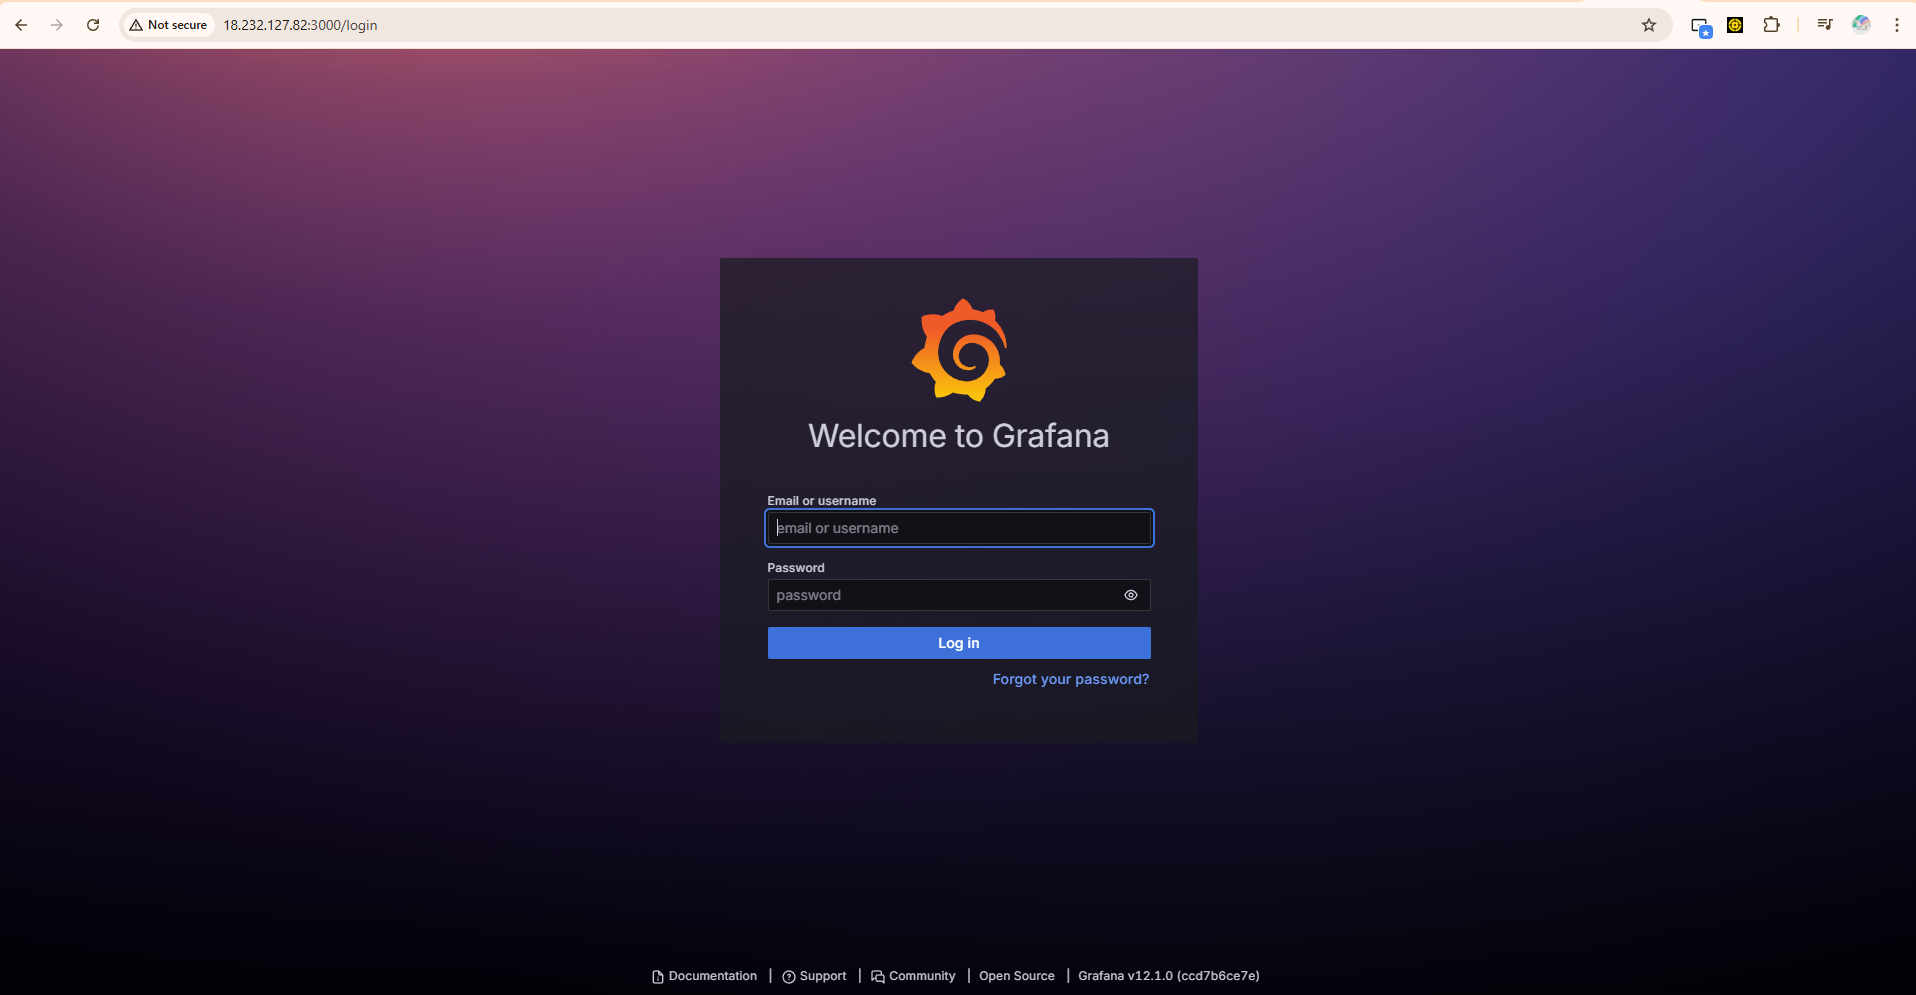 Not secure 18.232.127.82:3000/login
Welcome to Grafana
Email or username
email or username
Password
password
Log in
Forgot your password?
Documentation | Support | Community | Open Source | Grafana v12.1.0 (ccd7b6ce7e)